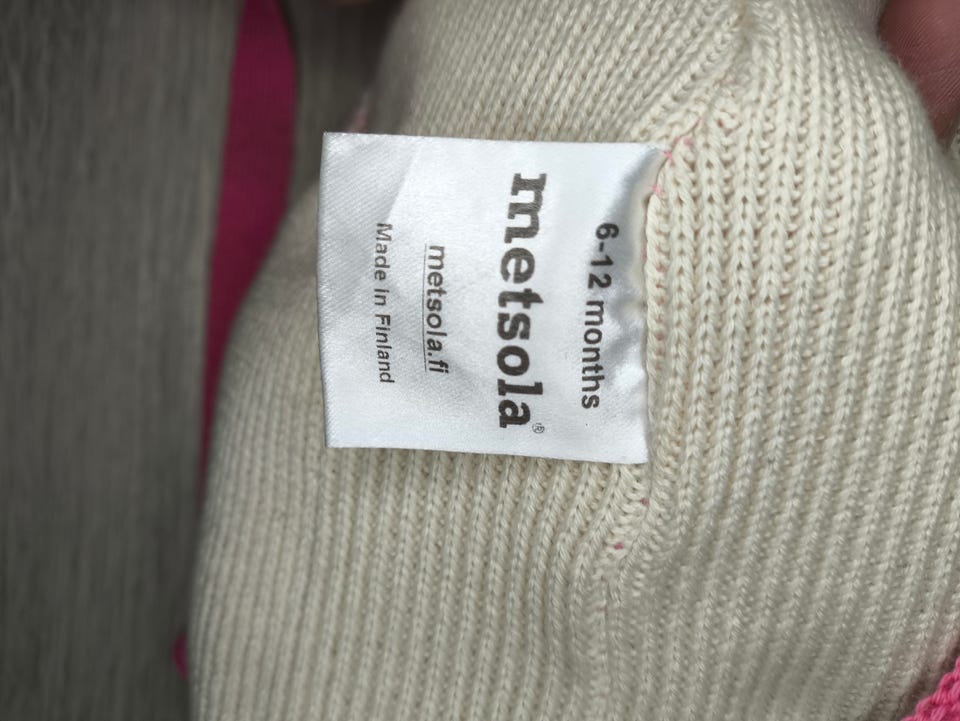 6-12 months
metsola®
metsola.fi
Made in Finland